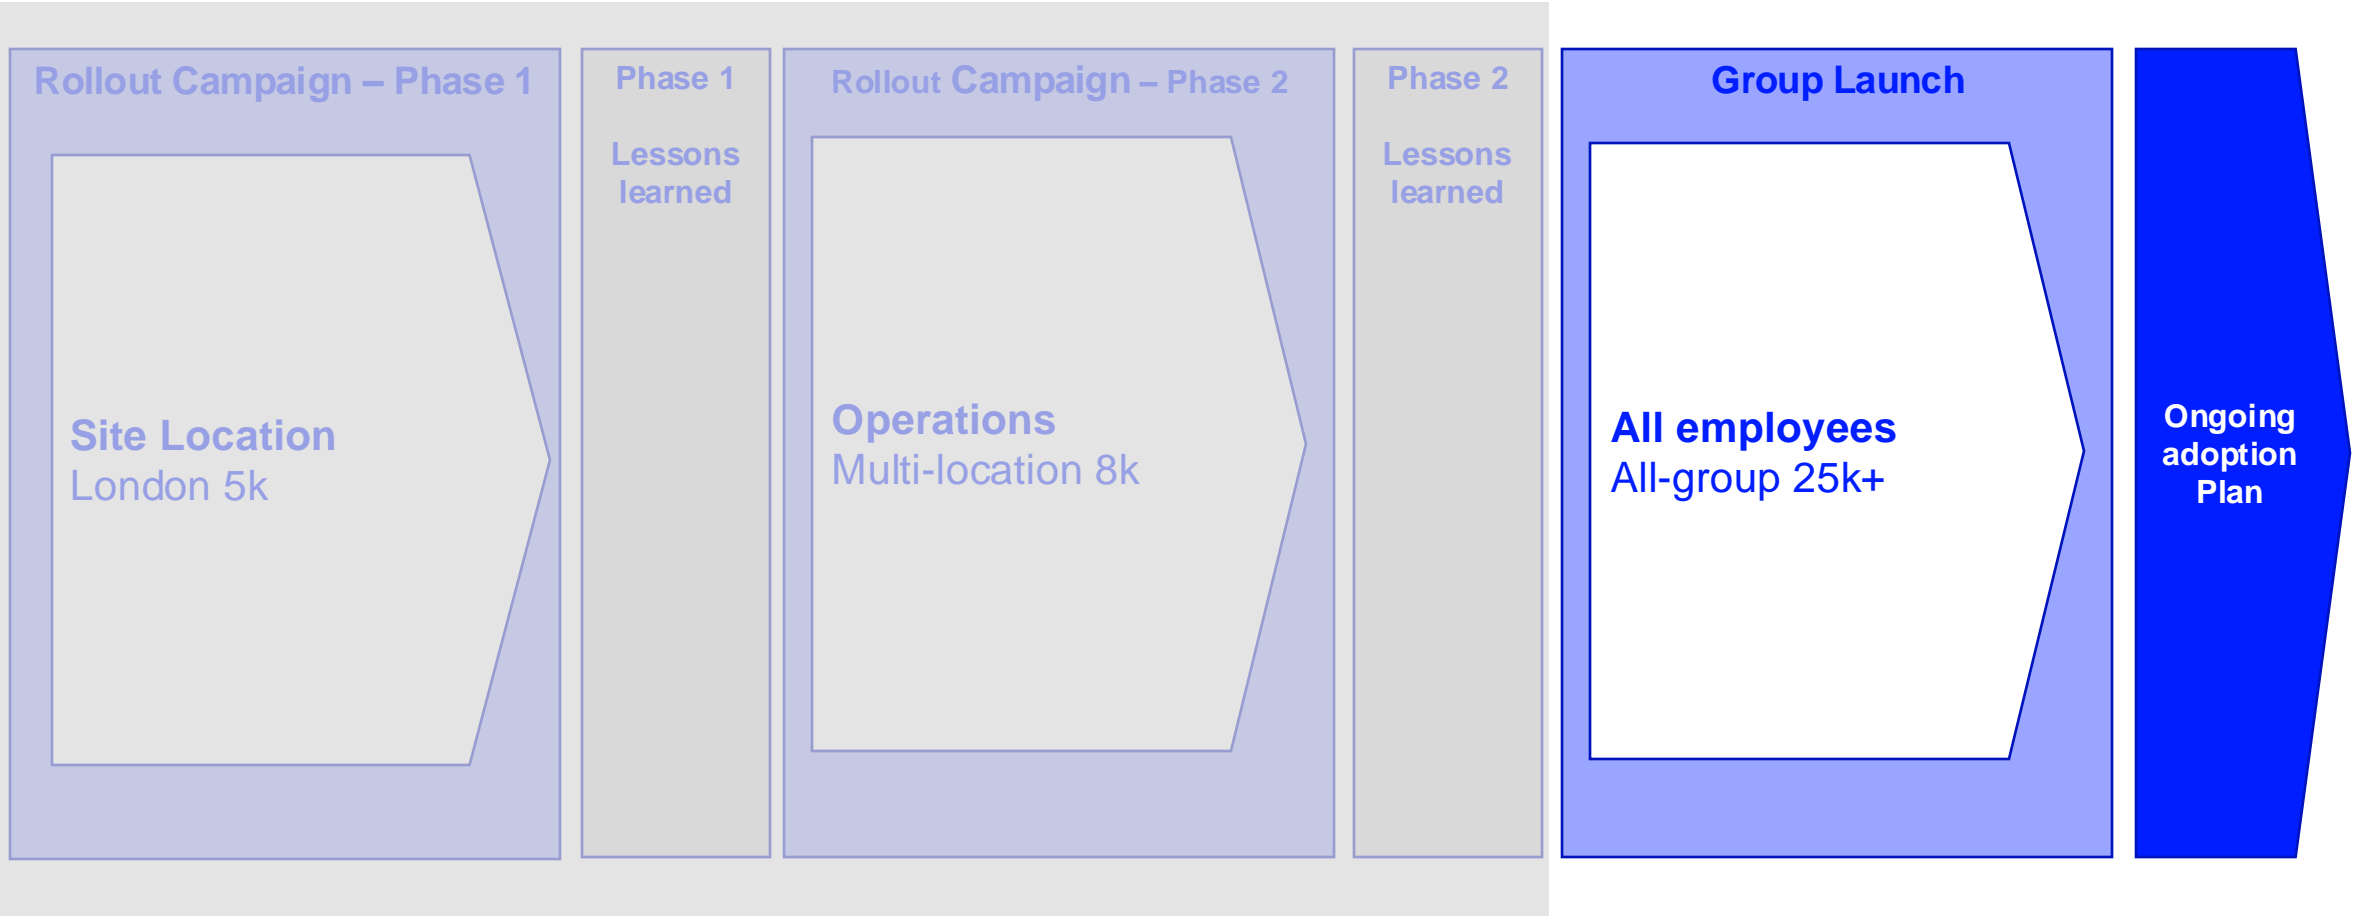 Rollout Campaign – Phase 1
Site Location
London 5k
Phase 1
Lessons
learned
Rollout Campaign – Phase 2
Operations
Multi-location 8k
Phase 2
Lessons
learned
Group Launch
All employees
All-group 25k+
Ongoing
adoption
Plan